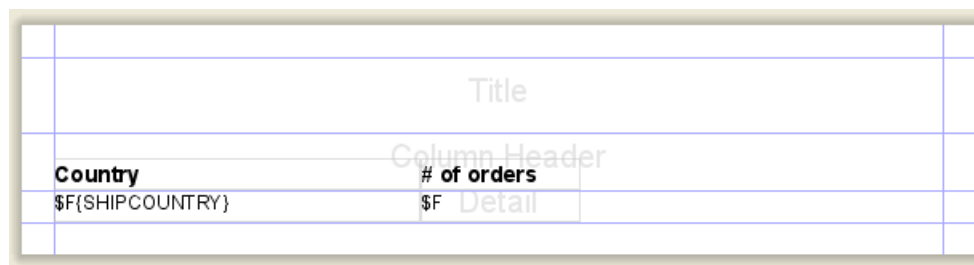 Title
Column Header
Country # of orders
$F{SHIPCOUNTRY} $F Detail